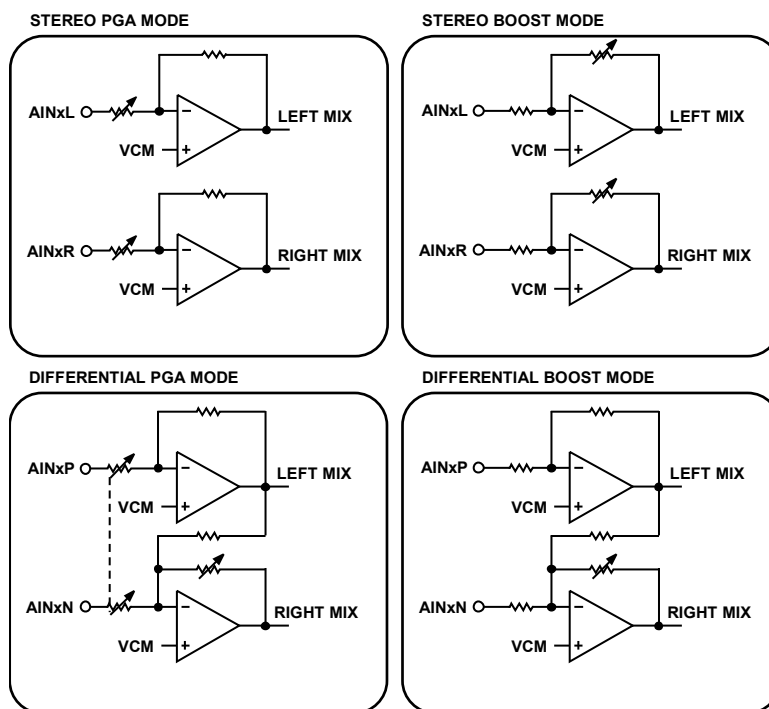 STEREO PGA MODE
AINxL
VCM
LEFT MIX
AINxR
VCM
RIGHT MIX
STEREO BOOST MODE
AINxL
VCM
LEFT MIX
AINxR
VCM
RIGHT MIX
DIFFERENTIAL PGA MODE
AINxP
VCM
LEFT MIX
AINxN
VCM
RIGHT MIX
DIFFERENTIAL BOOST MODE
AINxP
VCM
LEFT MIX
AINxN
VCM
RIGHT MIX